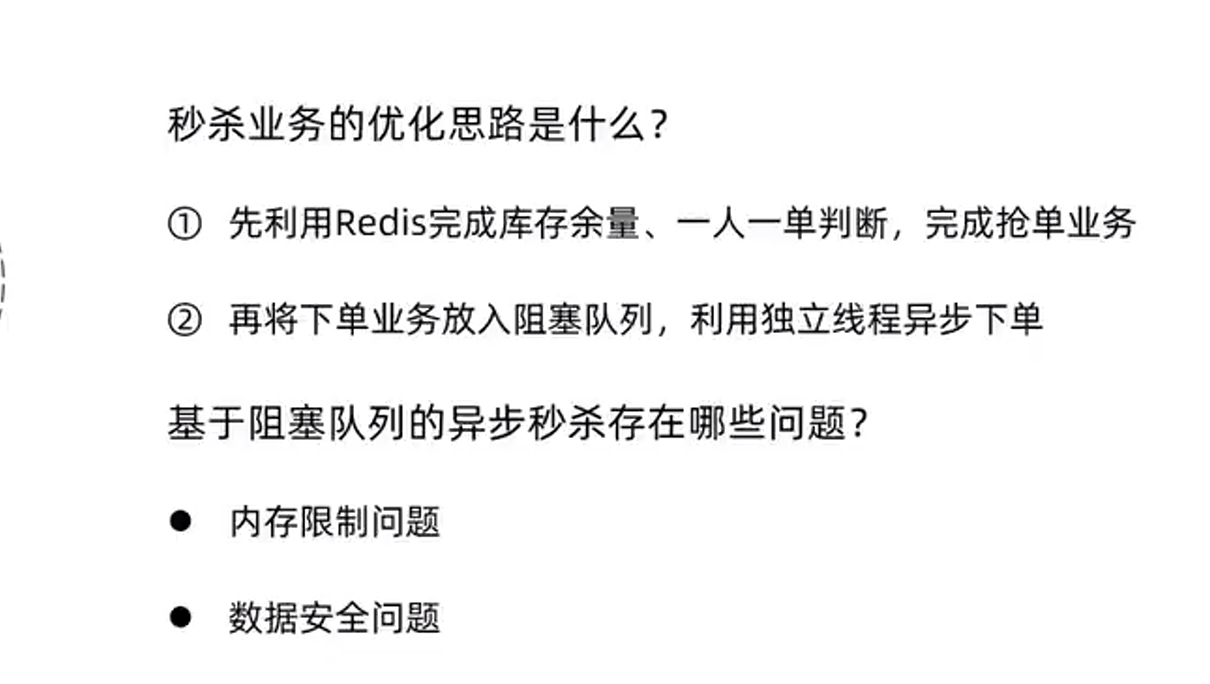 秒杀业务的优化思路是什么？
① 先利用Redis完成库存余量、一人一单判断，完成抢单业务
② 再将下单业务放入阻塞队列，利用独立线程异步下单
基于阻塞队列的异步秒杀存在哪些问题？
● 内存限制问题
● 数据安全问题